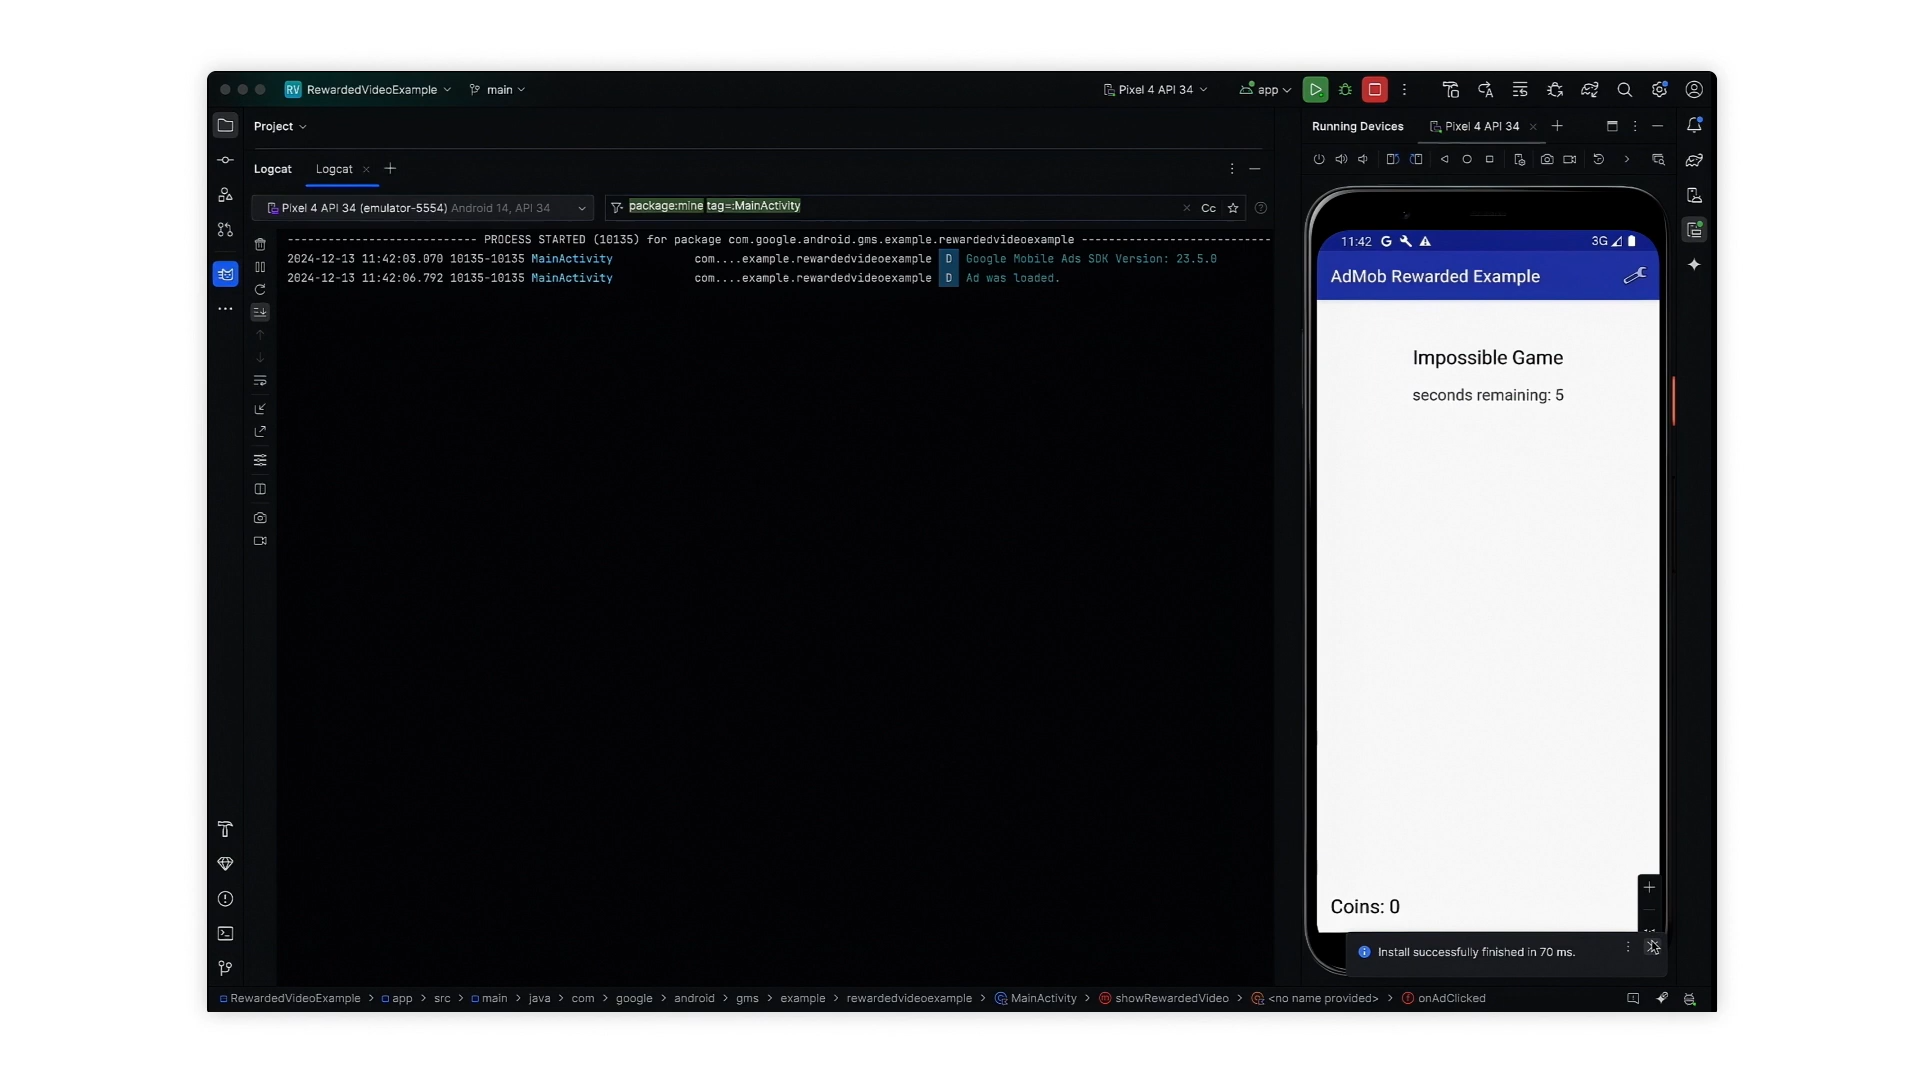 RV RewardedVideoExample main Pixel 4 API 34 app
Project
Running Devices Pixel 4 API 34
Logcat Logcat
Pixel 4 API 34 (emulator-5554) Android 14, API 34 package:mine tag=:MainActivity Cc
---------------------------- PROCESS STARTED (10135) for package com.google.android.gms.example.rewardedvideoexample ----------------------------
2024-12-13 11:42:03.070 10135-10135 MainActivity com....example.rewardedvideoexample D Google Mobile Ads SDK Version: 23.5.0
2024-12-13 11:42:06.792 10135-10135 MainActivity com....example.rewardedvideoexample D Ad was loaded.
11:42 G 3G
AdMob Rewarded Example
Impossible Game
seconds remaining: 5
Coins: 0
Install successfully finished in 70 ms.
RewardedVideoExample > app > src > main > java > com > google > android > gms > example > rewardedvideoexample > MainActivity > showRewardedVideo > <no name provided> > onAdClicked